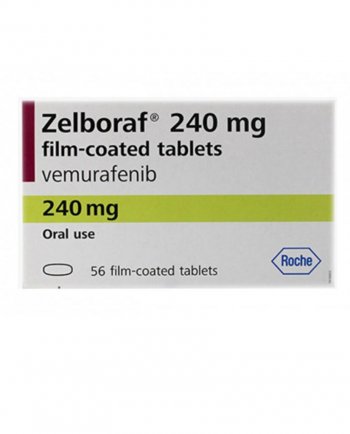 Zelboraf® 240 mg
film-coated tablets
vemurafenib
240 mg
Oral use
56 film-coated tablets
Roche